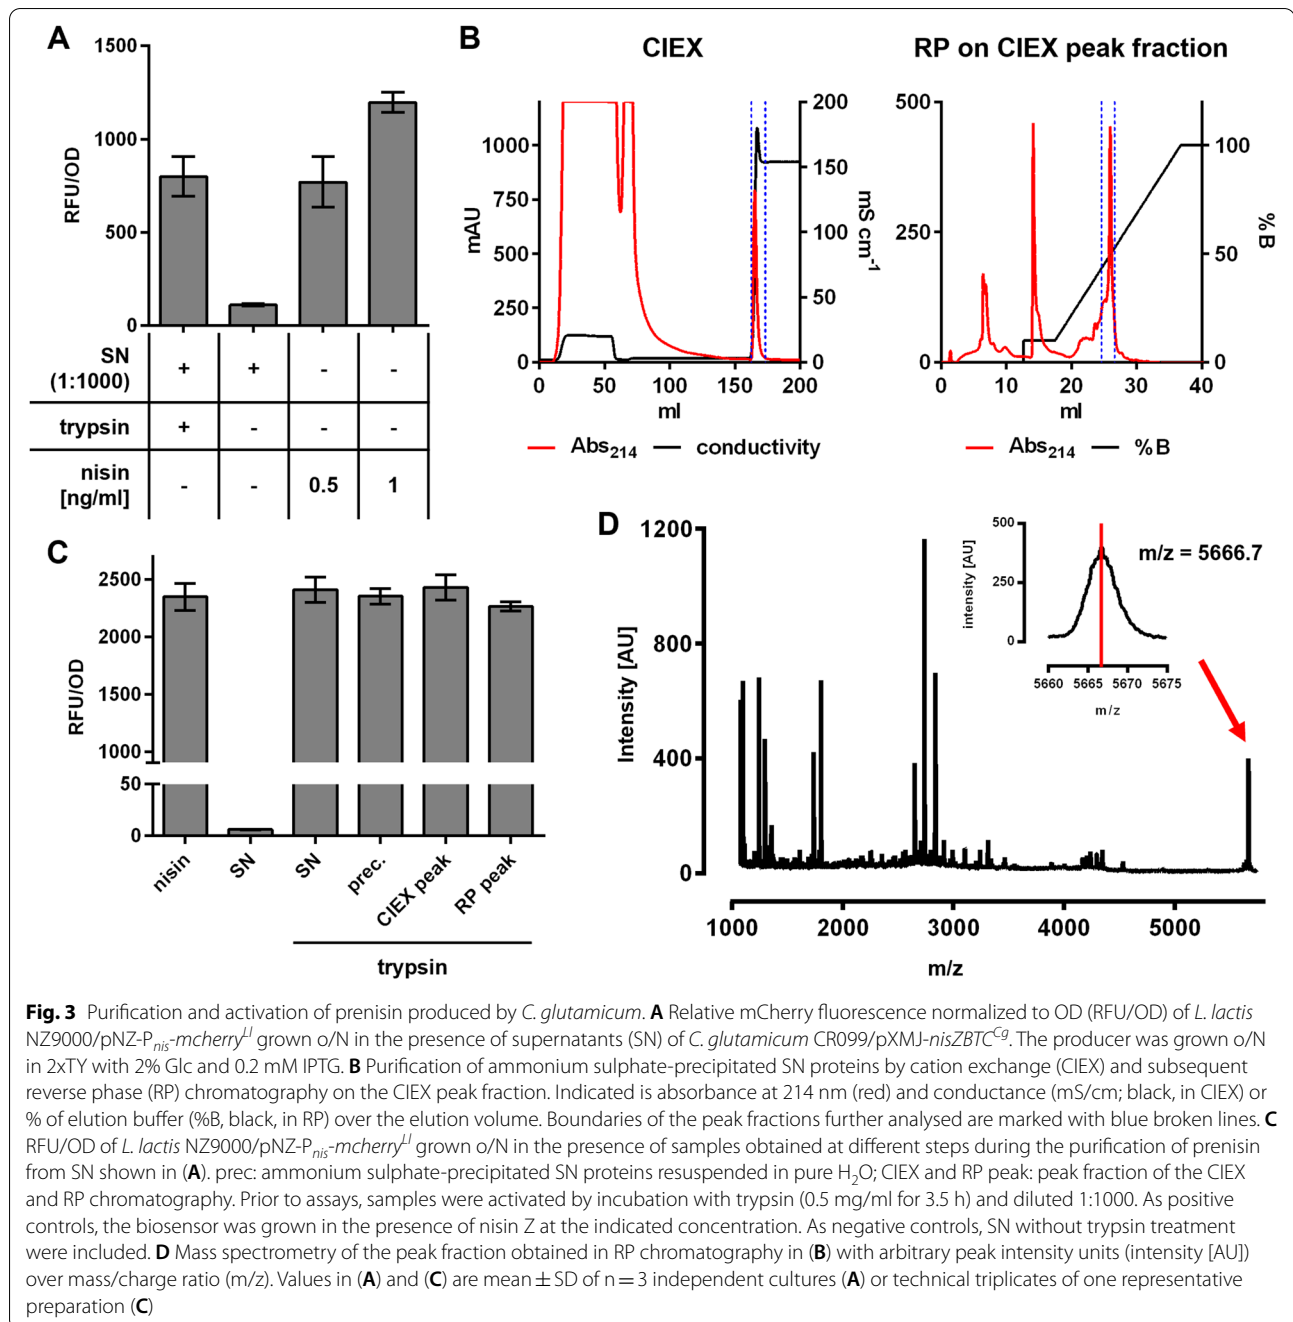 A
1500
1000
500
0
RFU/OD
SN
(1:1000)
+ + - -
trypsin
+ - - -
nisin
[ng/ml]
- - 0.5 1
B
CIEX
1000
750
500
250
0
mAU
200
150
100
50
0
mS cm⁻¹
0 50 100 150 200
ml
Abs₂₁₄ conductivity
RP on CIEX peak fraction
500
250
0
100
50
0
%B
0 10 20 30 40
ml
Abs₂₁₄ %B
C
2500
2000
1500
1000
50
0
RFU/OD
nisin
SN
SN
prec.
CIEX peak
RP peak
trypsin
D
1200
800
400
0
Intensity [AU]
1000 2000 3000 4000 5000
m/z
500
250
0
intensity [AU]
5660 5665 5670 5675
m/z
m/z = 5666.7
Fig. 3 Purification and activation of prenisin produced by C. glutamicum. A Relative mCherry fluorescence normalized to OD (RFU/OD) of L. lactis
NZ9000/pNZ-Pnis-mcherryLl grown o/N in the presence of supernatants (SN) of C. glutamicum CR099/pXMJ-nisZBTCCg. The producer was grown o/N
in 2xTY with 2% Glc and 0.2 mM IPTG. B Purification of ammonium sulphate-precipitated SN proteins by cation exchange (CIEX) and subsequent
reverse phase (RP) chromatography on the CIEX peak fraction. Indicated is absorbance at 214 nm (red) and conductance (mS/cm; black, in CIEX) or
% of elution buffer (%B, black, in RP) over the elution volume. Boundaries of the peak fractions further analysed are marked with blue broken lines. C
RFU/OD of L. lactis NZ9000/pNZ-Pnis-mcherryLl grown o/N in the presence of samples obtained at different steps during the purification of prenisin
from SN shown in (A). prec: ammonium sulphate-precipitated SN proteins resuspended in pure H₂O; CIEX and RP peak: peak fraction of the CIEX
and RP chromatography. Prior to assays, samples were activated by incubation with trypsin (0.5 mg/ml for 3.5 h) and diluted 1:1000. As positive
controls, the biosensor was grown in the presence of nisin Z at the indicated concentration. As negative controls, SN without trypsin treatment
were included. D Mass spectrometry of the peak fraction obtained in RP chromatography in (B) with arbitrary peak intensity units (intensity [AU])
over mass/charge ratio (m/z). Values in (A) and (C) are mean ± SD of n = 3 independent cultures (A) or technical triplicates of one representative
preparation (C)